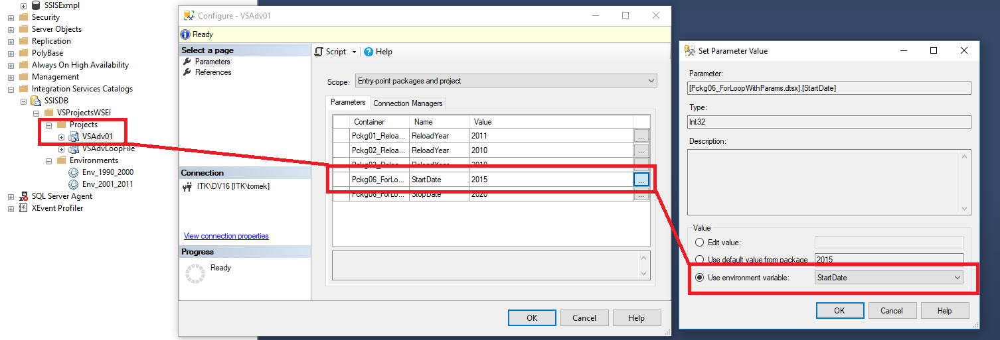 SSISExmpl
Security
Server Objects
Replication
PolyBase
Always On High Availability
Management
Integration Services Catalogs
SSISDB
VSProjectsWSEI
Projects
VSAdv01
VSAdvLoopFile
Environments
Env_1990_2000
Env_2001_2011
SQL Server Agent
XEvent Profiler
Configure - VSAdv01
Ready
Select a page
Parameters
References
Connection
ITK\DV16 [ITK\tomek]
View connection properties
Progress
Ready
Script Help
Scope: Entry-point packages and project
Parameters Connection Managers
Container Name Value
Pckg01_Reloa... ReloadYear 2011 ...
Pckg02_Reloa... ReloadYear 2010 ...
ReloadYear
Pckg06_ForLo... StartDate 2015 ...
Pckg06_ForLo... StopDate 2020 ...
OK Cancel Help
Set Parameter Value
Parameter:
[Pckg06_ForLoopWithParams.dtsx].[StartDate]
Type:
Int32
Description:
Value
Edit value:
Use default value from package 2015
Use environment variable: StartDate
OK Cancel Help